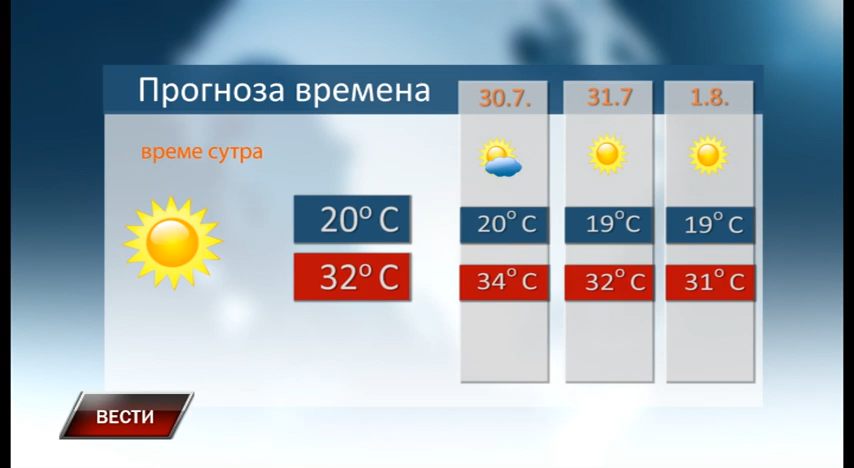 Прогноза времена
30.7.
31.7
1.8.
време сутра
20° C
32° C
20° C
19°C
19° C
34° C
32° C
31° C
ВЕСТИ